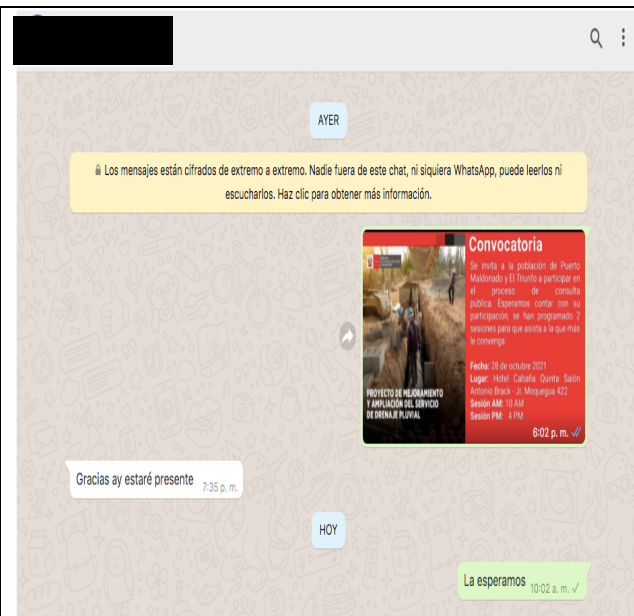 AYER
Los mensajes están cifrados de extremo a extremo. Nadie fuera de este chat, ni siquiera WhatsApp, puede leerlos ni
escucharlos. Haz clic para obtener más información.
Convocatoria
Se invita a la población de Puerto
Maldonado y El Triunfo a participar en
el proceso de consulta
pública. Esperamos contar con su
participación, se han programado 2
sesiones para que asista a la que más
le convenga:
Fecha: 28 de octubre 2021
Lugar: Hotel Cabaña Quinta Salón
Antonio Brack - Jr. Moquegua 422
Sesión AM: 10 AM
Sesión PM: 4 PM
PROYECTO DE MEJORAMIENTO
Y AMPLIACIÓN DEL SERVICIO
DE DRENAJE PLUVIAL
6:02 p. m.
Gracias ay estaré presente 7:35 p. m.
HOY
La esperamos 10:02 a. m.